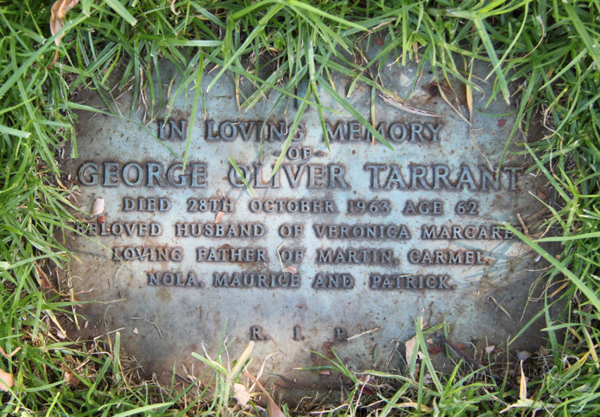 IN LOVING MEMORY
OF
GEORGE OLIVER TARRANT
DIED 28TH OCTOBER 1963 AGE 62
BELOVED HUSBAND OF VERONICA MARGARET
LOVING FATHER OF MARTIN, CARMEL,
NOLA, MAURICE AND PATRICK.
R. I. P.